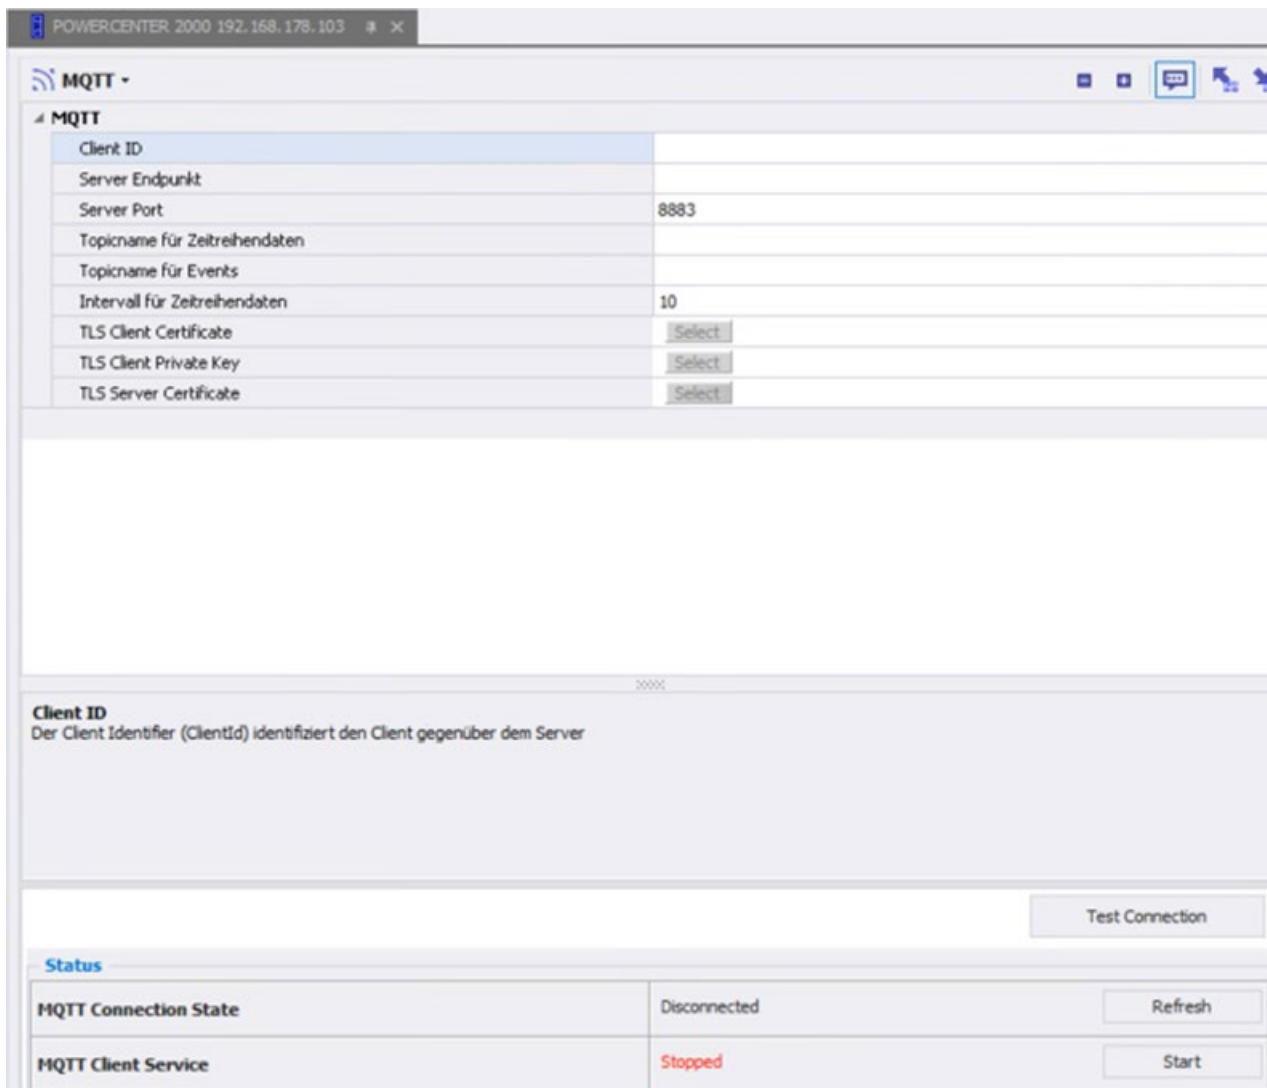 POWERCENTER 2000 192.168.178.103
MQTT
MQTT
Client ID
Server Endpunkt
Server Port 8883
Topicname für Zeitreihendaten
Topicname für Events
Intervall für Zeitreihendaten 10
TLS Client Certificate Select
TLS Client Private Key Select
TLS Server Certificate Select
Client ID
Der Client Identifier (ClientId) identifiziert den Client gegenüber dem Server
Test Connection
Status
MQTT Connection State Disconnected Refresh
MQTT Client Service Stopped Start